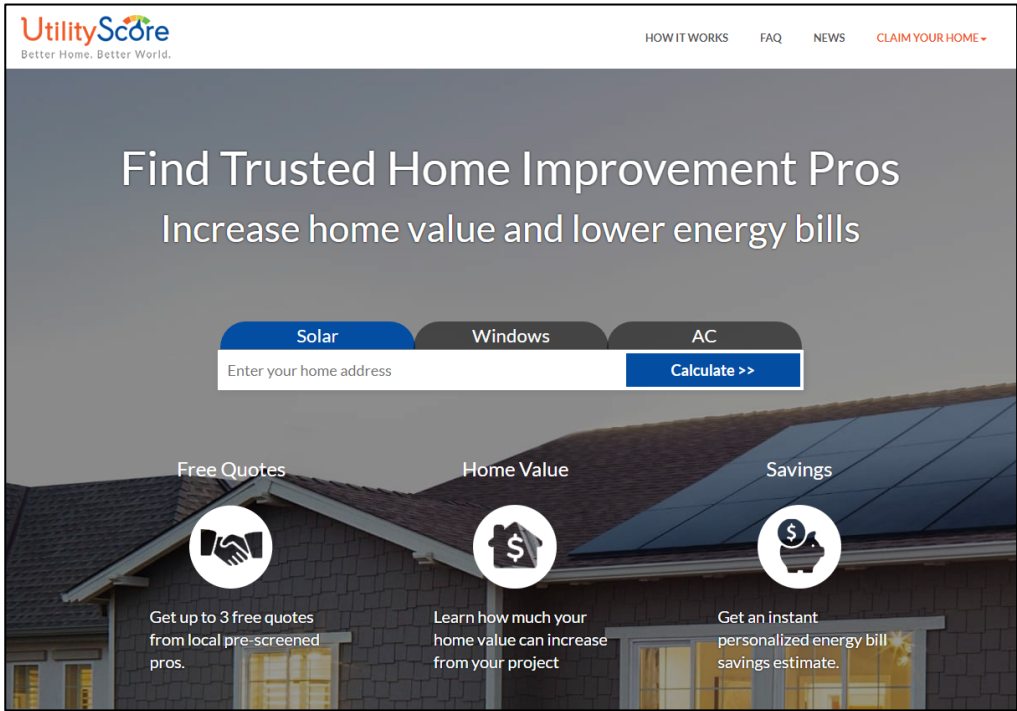 UtilityScore
Better Home. Better World.
HOW IT WORKS FAQ NEWS CLAIM YOUR HOME
Find Trusted Home Improvement Pros
Increase home value and lower energy bills
Solar Windows AC
Enter your home address Calculate >>
Free Quotes Home Value Savings
$ $
Get up to 3 free quotes Learn how much your Get an instant
from local pre-screened home value can increase personalized energy bill
pros. from your project savings estimate.